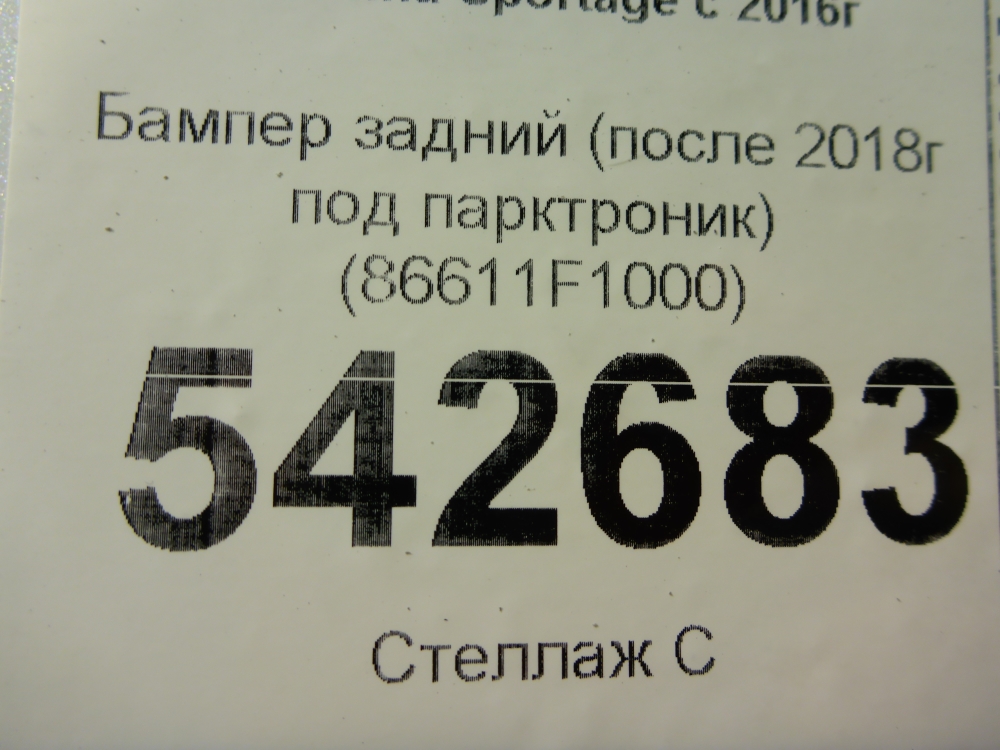 Sportage с 2016г
Бампер задний (после 2018г
под парктроник)
(86611F1000)
542683
Стеллаж С